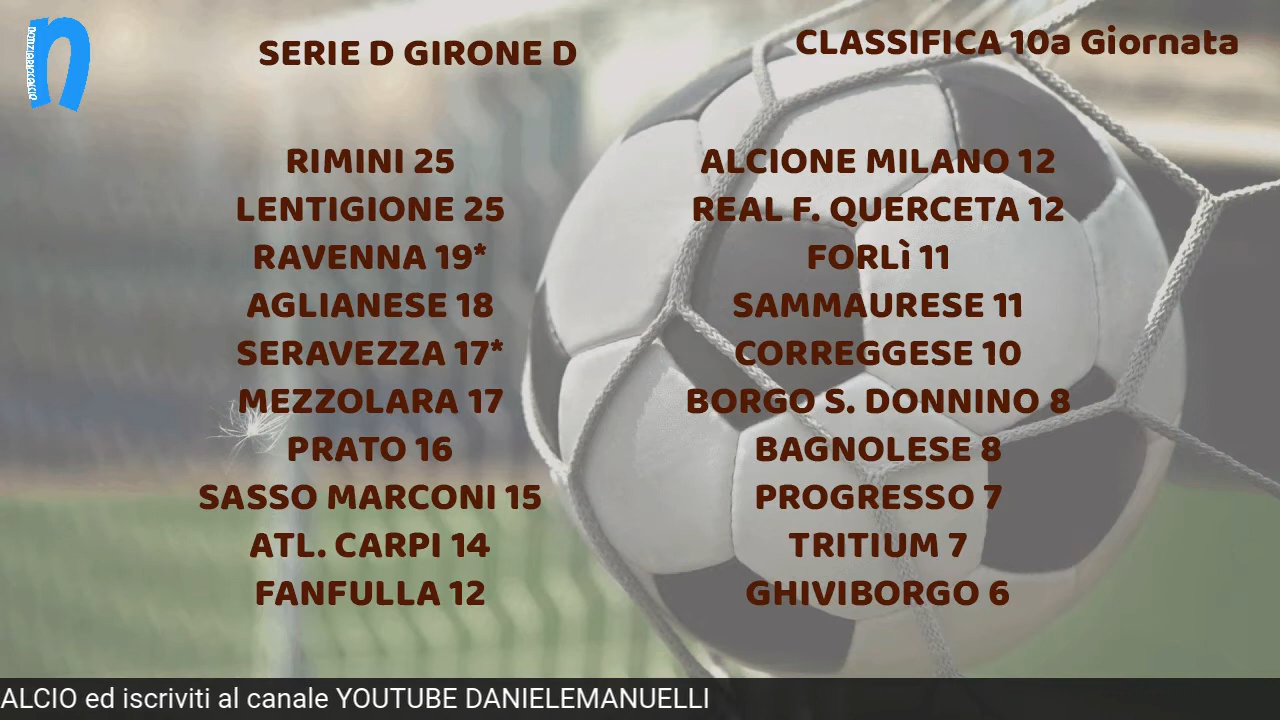 SERIE D GIRONE D
CLASSIFICA 10a Giornata
RIMINI 25
LENTIGIONE 25
RAVENNA 19*
AGLIANESE 18
SERAVEZZA 17*
MEZZOLARA 17
PRATO 16
SASSO MARCONI 15
ATL. CARPI 14
FANFULLA 12
ALCIONE MILANO 12
REAL F. QUERCETA 12
FORLì 11
SAMMAURESE 11
CORREGGESE 10
BORGO S. DONNINO 8
BAGNOLESE 8
PROGRESSO 7
TRITIUM 7
GHIVIBORGO 6
ALCIO ed iscriviti al canale YOUTUBE DANIELEMANUELLI